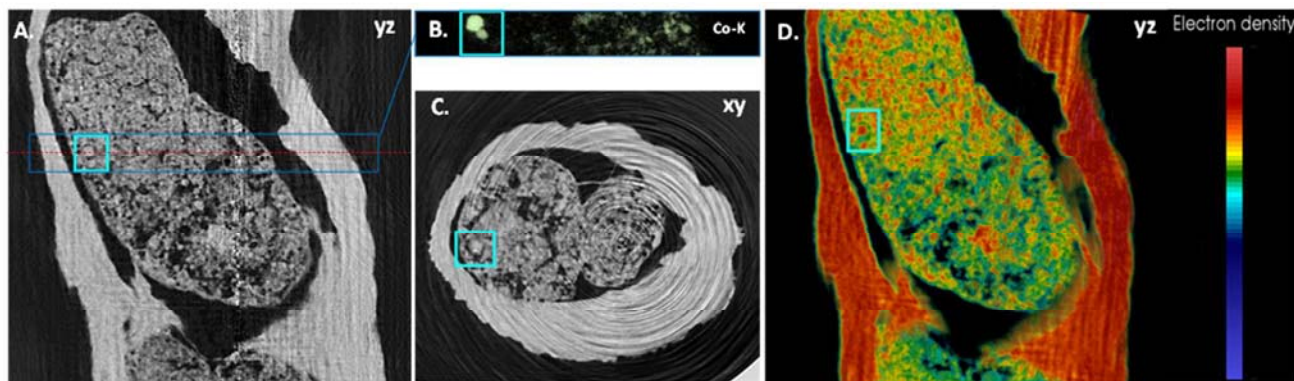 A.
yz
B.
Co-K
C.
xy
D.
yz
Electron density